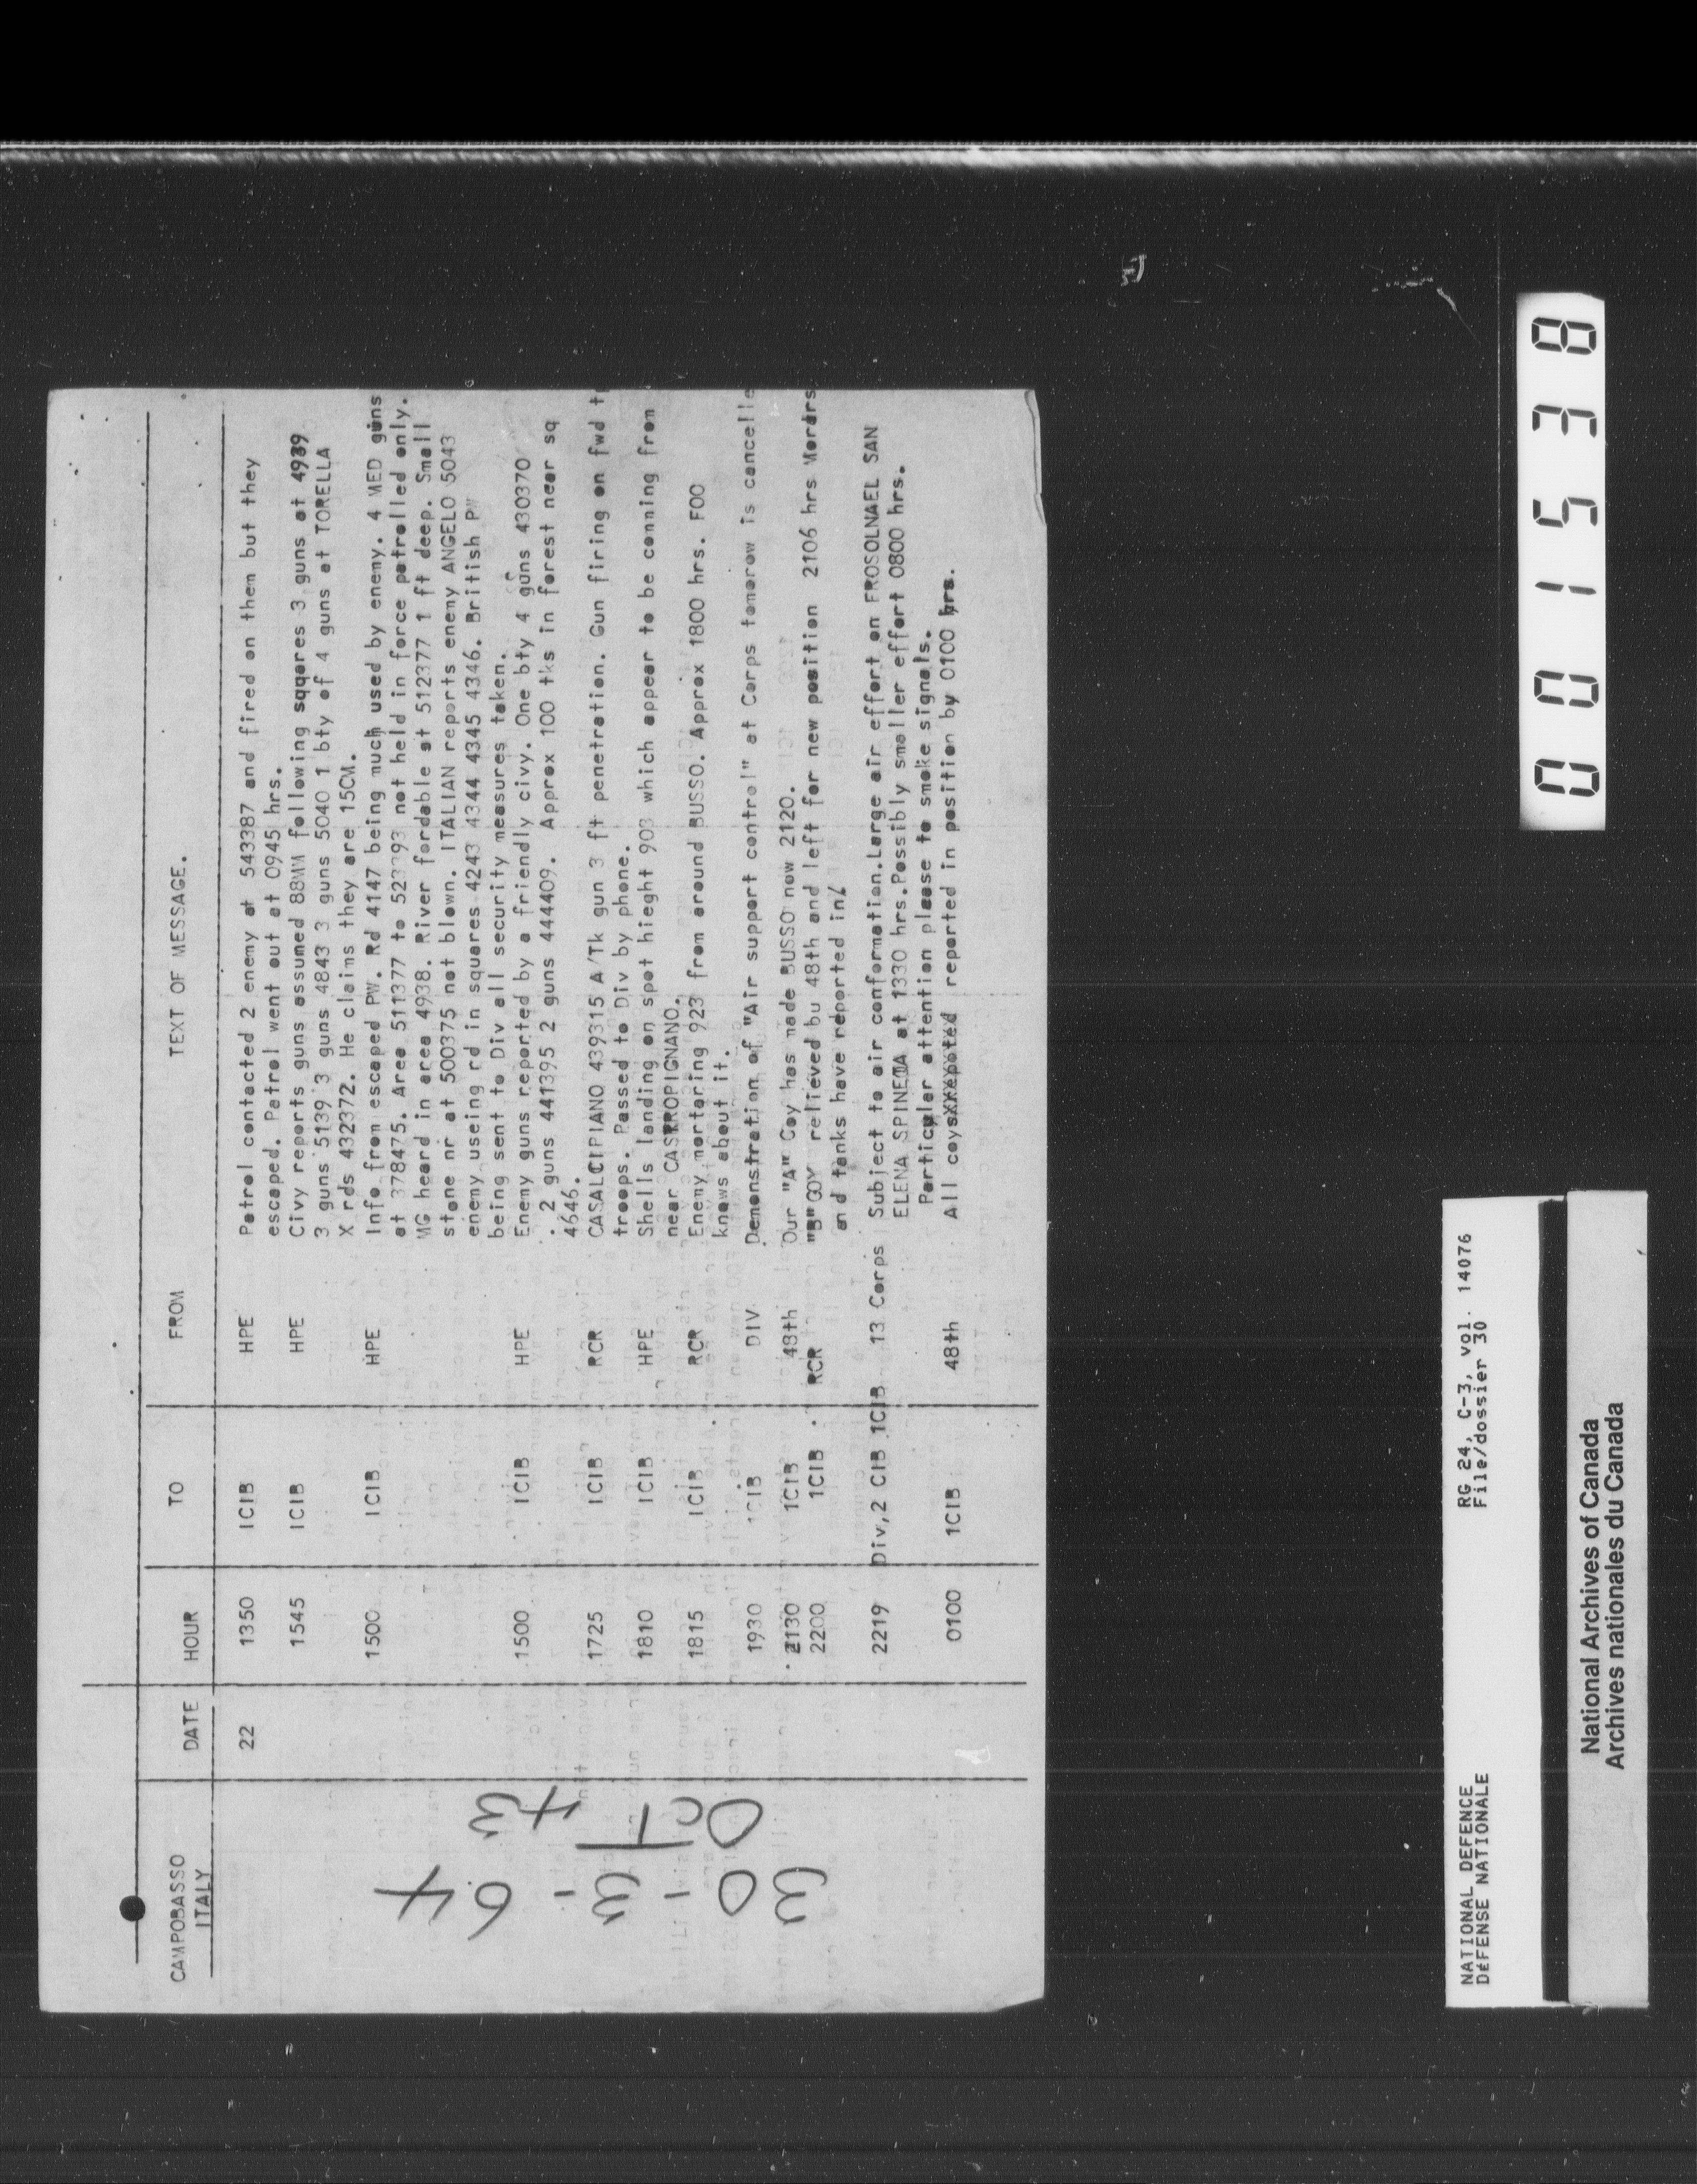 CAMPOBASSO
ITALY
DATE HOUR TO FROM TEXT OF MESSAGE.
22 1350 1CIB HPE Patrol contacted 2 enemy at 543387 and fired on them but they
escaped. Patrol went out at 0945 hrs.
1545 1CIB HPE Civy reports guns assumed 88MM following sqqares 3 guns at 4939
3 guns 5139 3 guns 4843 3 guns 5040 1 bty of 4 guns at TORELLA
X rds 432372. He claims they are 15CM.
1500 1CIB HPE Info from escaped PW. Rd 4147 being much used by enemy. 4 MED guns
at 378475. Area 511377 to 523393 not held in force patrolled only.
MG heard in area 4938. River fordable at 512377 1 ft deep. Small
stone nr at 500375 not blown. ITALIAN reports enemy ANGELO 5043
enemy useing rd in squares 4243 4344 4345 4346. British PW
being sent to Div all security measures taken.
1500 1CIB HPE Enemy guns reported by a friendly civy. One bty 4 guns 430370
. 2 guns 441395 2 guns 444409. Approx 100 tks in forest near sq
4646.
1725 1CIB RCR CASALCIPIANO 439315 A/Tk gun 3 ft penetration. Gun firing on fwd
troops. Passed to Div by phone.
1810 1CIB HPE Shells landing on spot hieght 903 which appear to be conning from
near CASTROPIGNANO.
1815 1CIB RCR Enemy mortaring 923 from around BUSSO. Approx 1800 hrs. FOO
knows about it.
1930 1CIB DIV Demonstration of "Air support control" at Corps tomorow is cancelle
2130 1CIB 48th Our "A" Coy has made BUSSO now 2120.
2200 1CIB RCR "B" COY relieved bu 48th and left for new position 2106 hrs Mordrs
and tanks have reported in
2219 Div,2 CIB 1CIB 13 Corps Subject to air conformation.Large air effort on FROSOLNAEL SAN
ELENA SPINETA at 1330 hrs.Possibly smaller effort 0800 hrs.
Particular attention please to smoke signals.
0100 1CIB 48th All coys reported in position by 0100 hrs.
30-3-64
OCT 43
NATIONAL DEFENCE RG 24, C-3, vol. 14076
DÉFENSE NATIONALE File/dossier 30
National Archives of Canada
Archives nationales du Canada
001538